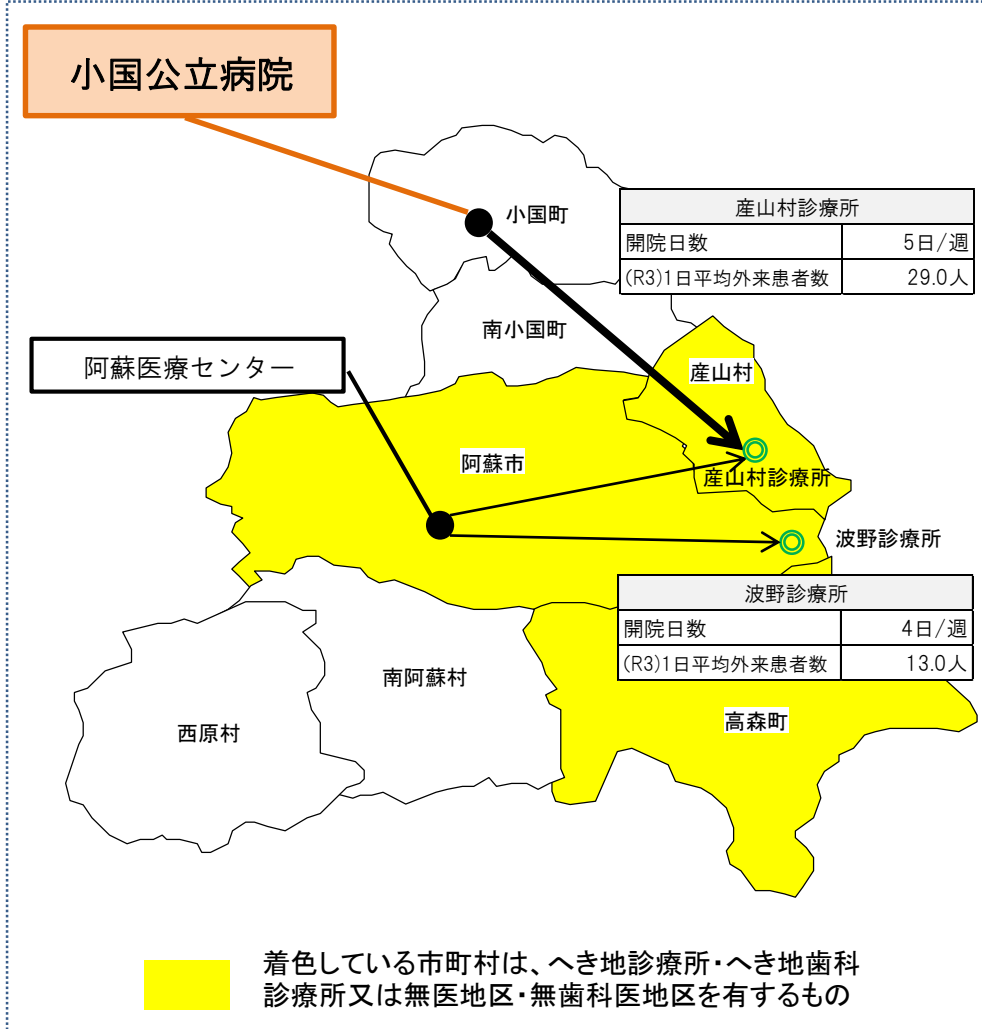 小国公立病院
小国町
産山村診療所
開院日数 5日/週
(R3)1日平均外来患者数 29.0人
南小国町
阿蘇医療センター
産山村
阿蘇市
産山村診療所
波野診療所
波野診療所
開院日数 4日/週
(R3)1日平均外来患者数 13.0人
南阿蘇村
西原村
高森町
着色している市町村は、へき地診療所・へき地歯科
診療所又は無医地区・無歯科医地区を有するもの